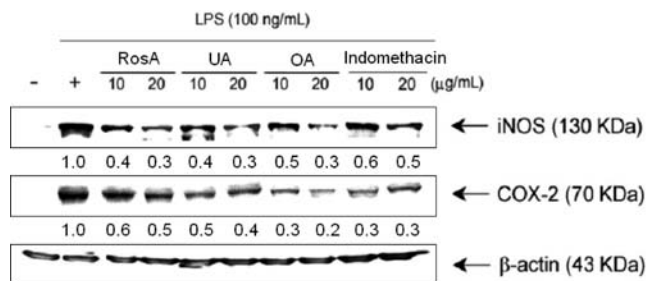 LPS (100 ng/mL)
RosA UA OA Indomethacin
- + 10 20 10 20 10 20 10 20 (μg/mL)
iNOS (130 KDa)
1.0 0.4 0.3 0.4 0.3 0.5 0.3 0.6 0.5
COX-2 (70 KDa)
1.0 0.6 0.5 0.5 0.4 0.3 0.2 0.3 0.3
β-actin (43 KDa)